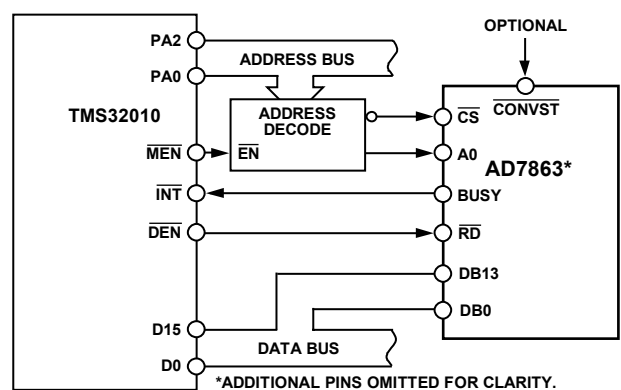 OPTIONAL
PA2
ADDRESS BUS
PA0
TMS32010
ADDRESS
DECODE
CS
CONVST
MEN
EN
A0
AD7863*
INT
BUSY
DEN
RD
DB13
D15
DB0
DATA BUS
D0
*ADDITIONAL PINS OMITTED FOR CLARITY.